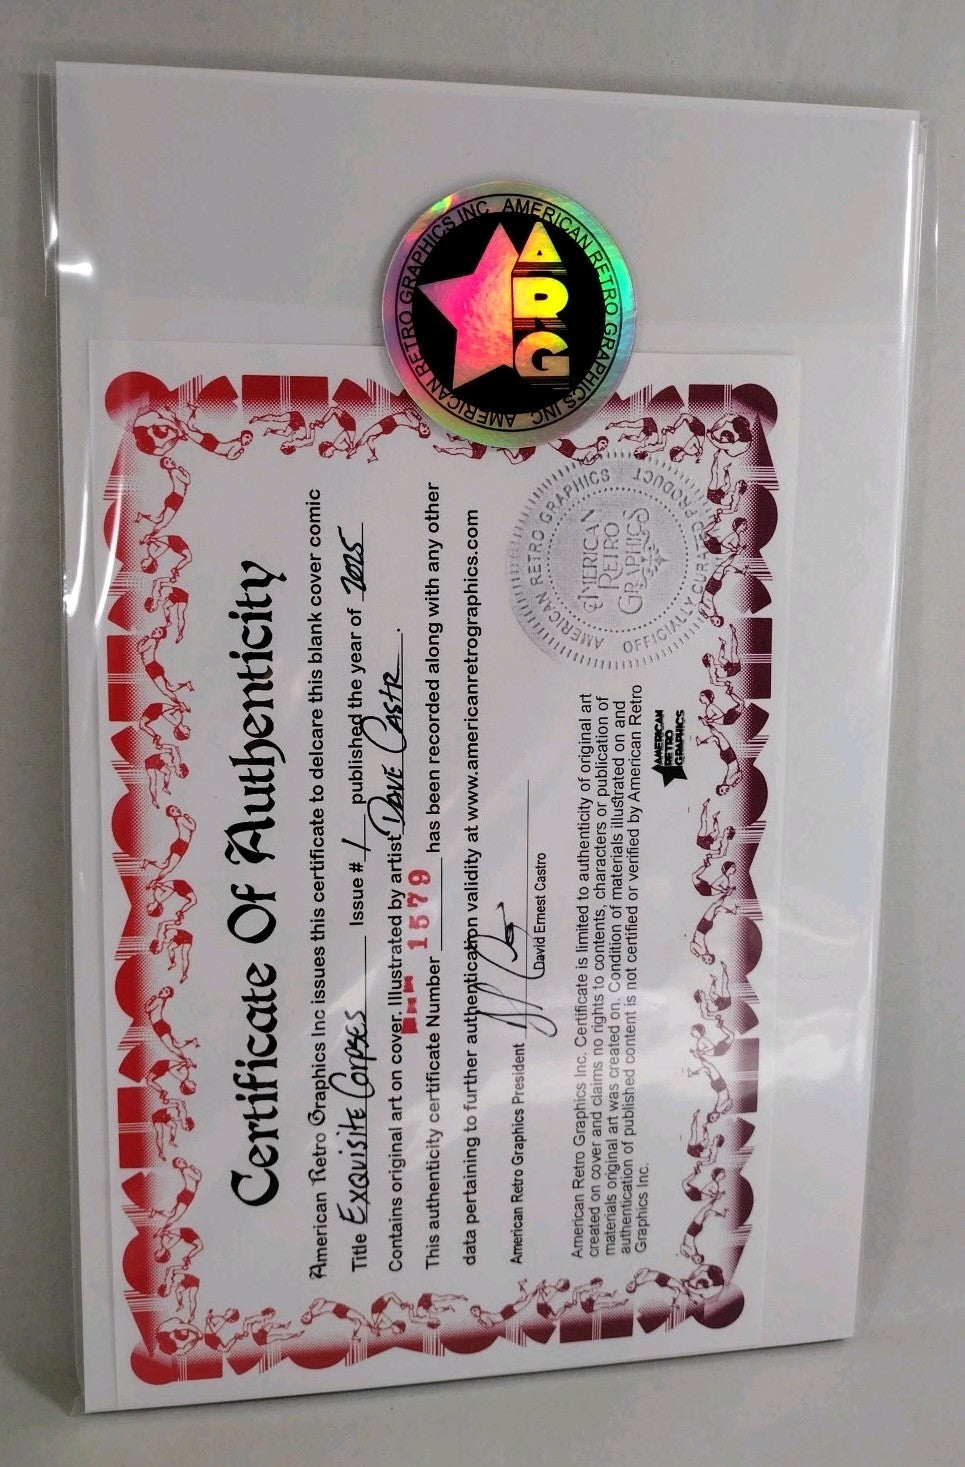 Certificate Of Authenticity
American Retro Graphics Inc issues this certificate to delcare this blank cover comic
Title Exquisite Corpses Issue # 1 published the year of 2025
Contains original art on cover. Illustrated by artist Dave Castr.
This authenticity certificate Number 1579 has been recorded along with any other
data pertaining to further authentication validity at www.americanretrographics.com
American Retro Graphics President
David Ernest Castro
American Retro Graphics Inc. Certificate is limited to authenticity of original art
created on cover and claims no rights to contents, characters or publication of
materials original art was created on. Condition of materials illustrated on and
authentication of published content is not certified or verified by American Retro
Graphics Inc.
AMERICAN
RETRO
GRAPHICS
AMERICAN RETRO GRAPHICS
OFFICIALLY CURATED PRODUCT
AMERICAN
RETRO
GRAPHICS
AMERICAN RETRO GRAPHICS INC.
AMERICAN RETRO GRAPHICS INC.
ARG